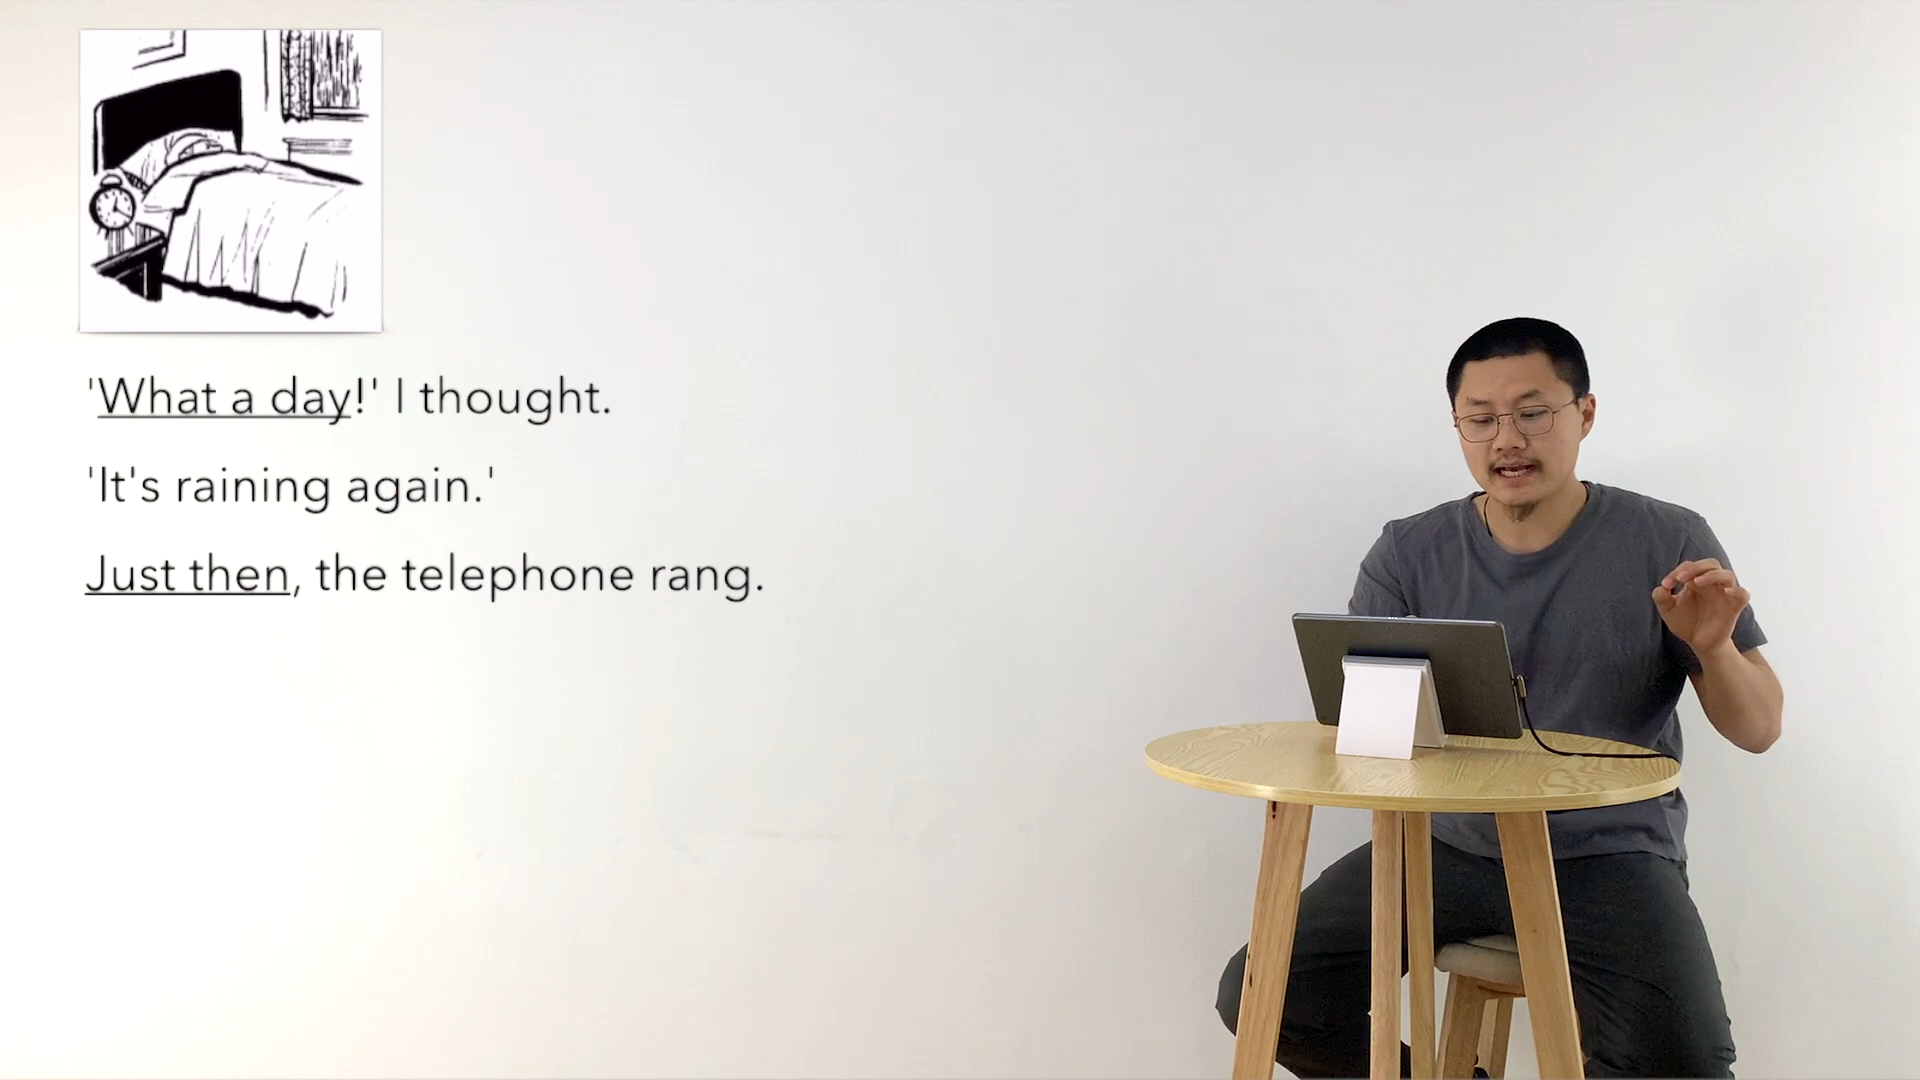 'What a day!' I thought.
'It's raining again.'
Just then, the telephone rang.